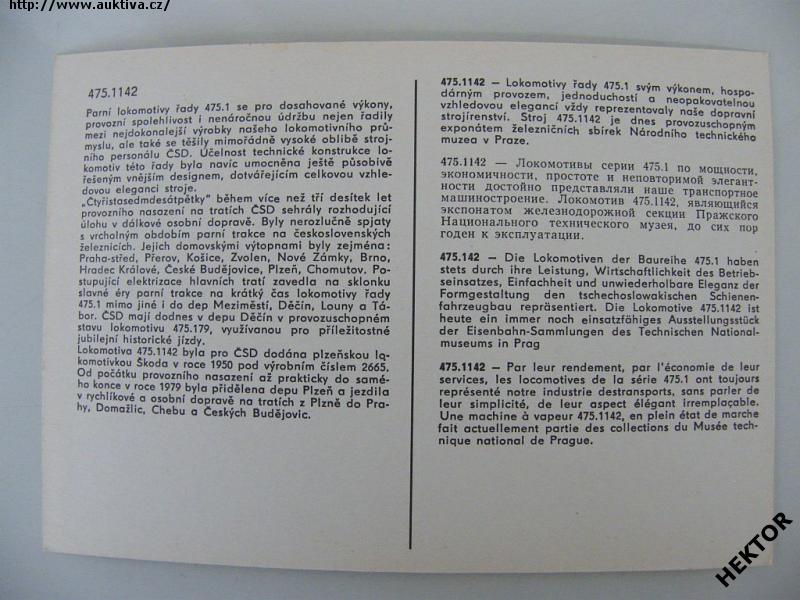 http://www.auktiva.cz/
475.1142
Parní lokomotivy řady 475.1 se pro dosahované výkony,
provozní spolehlivost i nenáročnou údržbu nejen řadily
mezi nejdokonalejší výrobky našeho lokomotivního prů-
myslu, ale také se těšily mimořádně vysoké oblibě stroj-
ního personálu ČSD. Účelnost technické konstrukce lo-
komotiv této řady byla navíc umocněna ještě působivě
řešeným vnějším designem, dotvářejícím celkovou vzhle-
dovou eleganci stroje.
„Čtyřistasedmdesátpětky" během více než tří desítek let
provozního nasazení na tratích ČSD sehrály rozhodující
úlohu v dálkové osobní dopravě. Byly nerozlučně spjaty
s vrcholným obdobím parní trakce na československých
železnicích. Jejich domovskými výtopnami byly zejména:
Praha-střed, Přerov, Košice, Zvolen, Nové Zámky, Brno,
Hradec Králové, České Budějovice, Plzeň, Chomutov. Po-
stupující elektrizace hlavních tratí zavedla na sklonku
slavné éry parní trakce na krátký čas lokomotivy řady
475.1 mimo jiné i do dep Meziměstí, Děčín, Louny a Tá-
bor. ČSD mají dodnes v depu Děčín v provozuschopném
stavu lokomotivu 475.179, využívanou pro příležitostné
jubilejní historické jízdy.
Lokomotiva 475.1142 byla pro ČSD dodána plzeňskou lo-
komotivkou Škoda v roce 1950 pod výrobním číslem 2665.
Od počátku provozního nasazení až prakticky do samé-
ho konce v roce 1979 byla přidělena depu Plzeň a jezdila
v rychlíkové a osobní dopravě na tratích z Plzně do Pra-
hy, Domažlic, Chebu a Českých Budějovic.
475.1142 — Lokomotivy řady 475.1 svým výkonem, hospo-
dárným provozem, jednoduchostí a neopakovatelnou
vzhledovou elegancí vždy reprezentovaly naše dopravní
strojírenství. Stroj 475.1142 je dnes provozuschopným
exponátem železničních sbírek Národního technického
muzea v Praze.
475.1142 — Локомотивы серии 475.1 по мощности,
экономичности, простоте и неповторимой элегант-
ности достойно представляли наше транспортное
машиностроение. Локомотив 475.1142, являющийся
экспонатом железнодорожной секции Пражского
Национального технического музея, до сих пор
годен к эксплуатации.
475.142 — Die Lokomotiven der Baureihe 475.1 haben
stets durch ihre Leistung, Wirtschaftlichkeit des Betrieb-
seinsatzes, Einfachheit und unwiederholbare Eleganz der
Formgestaltung den tschechoslowakischen Schienen-
fahrzeugbau repräsentiert. Die Lokomotive 475.1142 ist
heute ein immer noch einsatzfähiges Ausstellungsstück
der Eisenbahn-Sammlungen des Technischen National-
museums in Prag
475.1142 — Par leur rendement, par l'économie de leur
services, les locomotives de la série 475.1 ont toujours
représenté notre industrie destransports, sans parler de
leur simplicité, de leur aspect élégant irremplaçable.
Une machine à vapeur 475.1142, en plein état de marche
fait actuellement partie des collections du Musée tech-
nique national de Prague.
HEKTOR